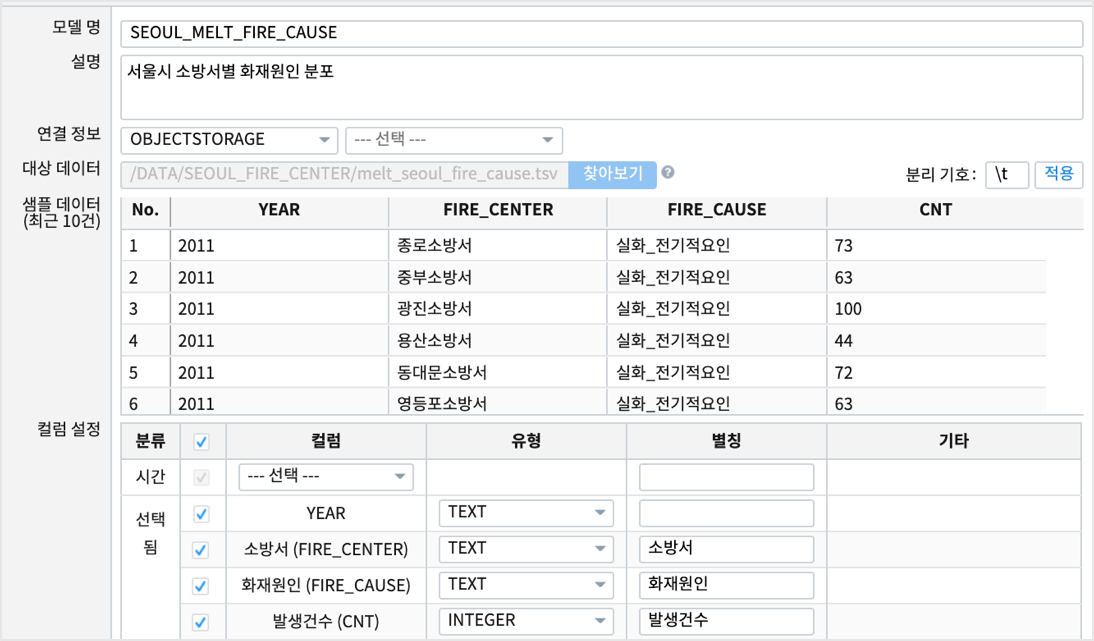 모델 명 SEOUL_MELT_FIRE_CAUSE
설명 서울시 소방서별 화재원인 분포
연결 정보 OBJECTSTORAGE --- 선택 ---
대상 데이터 /DATA/SEOUL_FIRE_CENTER/melt_seoul_fire_cause.tsv 찾아보기 ? 분리 기호: \t 적용
샘플 데이터
(최근 10건)
No. YEAR FIRE_CENTER FIRE_CAUSE CNT
1 2011 종로소방서 실화_전기적요인 73
2 2011 중부소방서 실화_전기적요인 63
3 2011 광진소방서 실화_전기적요인 100
4 2011 용산소방서 실화_전기적요인 44
5 2011 동대문소방서 실화_전기적요인 72
6 2011 영등포소방서 실화_전기적요인 63
컬럼 설정
분류 컬럼 유형 별칭 기타
시간 --- 선택 ---
선택됨
YEAR TEXT
소방서 (FIRE_CENTER) TEXT 소방서
화재원인 (FIRE_CAUSE) TEXT 화재원인
발생건수 (CNT) INTEGER 발생건수